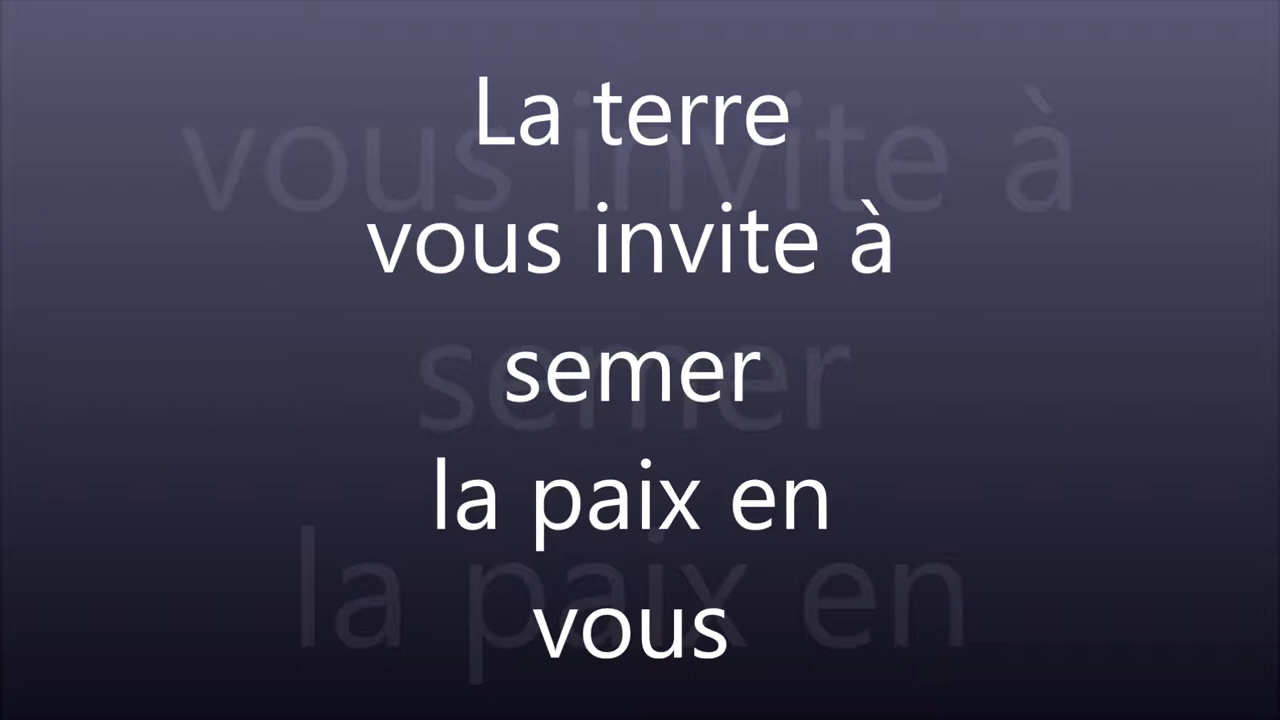 La terre
vous invite à
semer
la paix en
vous